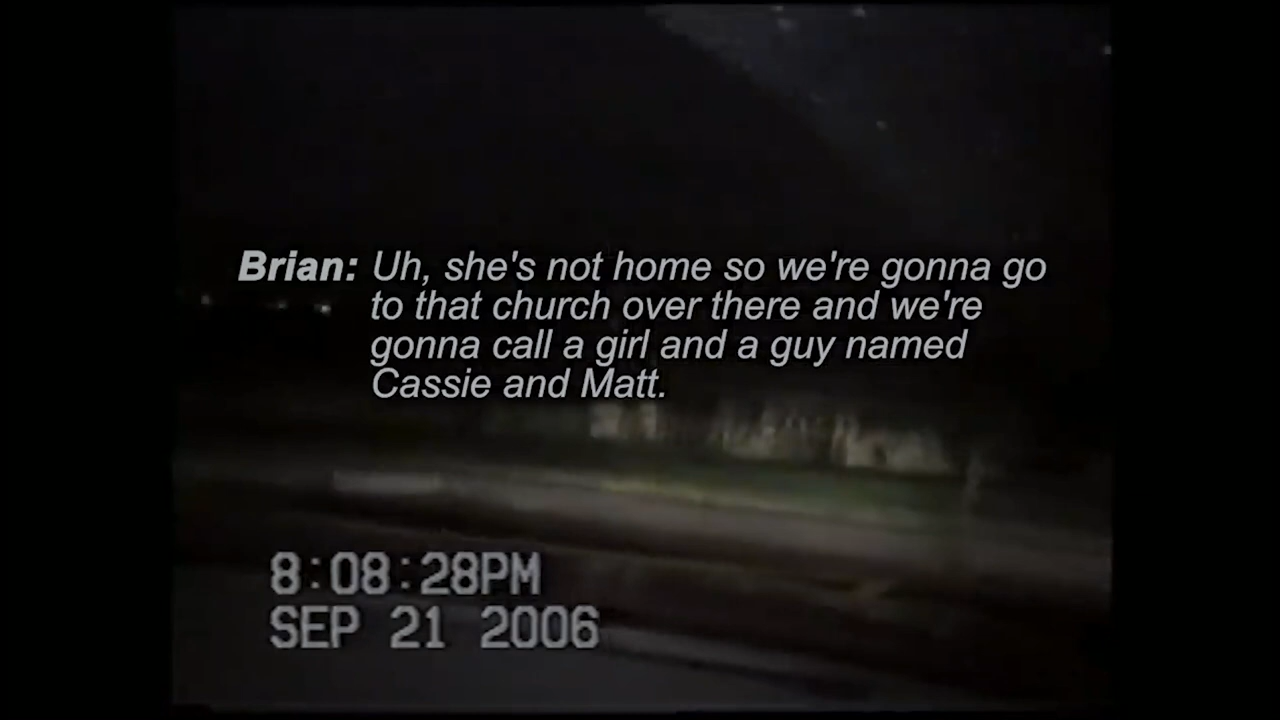 Brian: Uh, she's not home so we're gonna go
to that church over there and we're
gonna call a girl and a guy named
Cassie and Matt.
8:08:28PM
SEP 21 2006